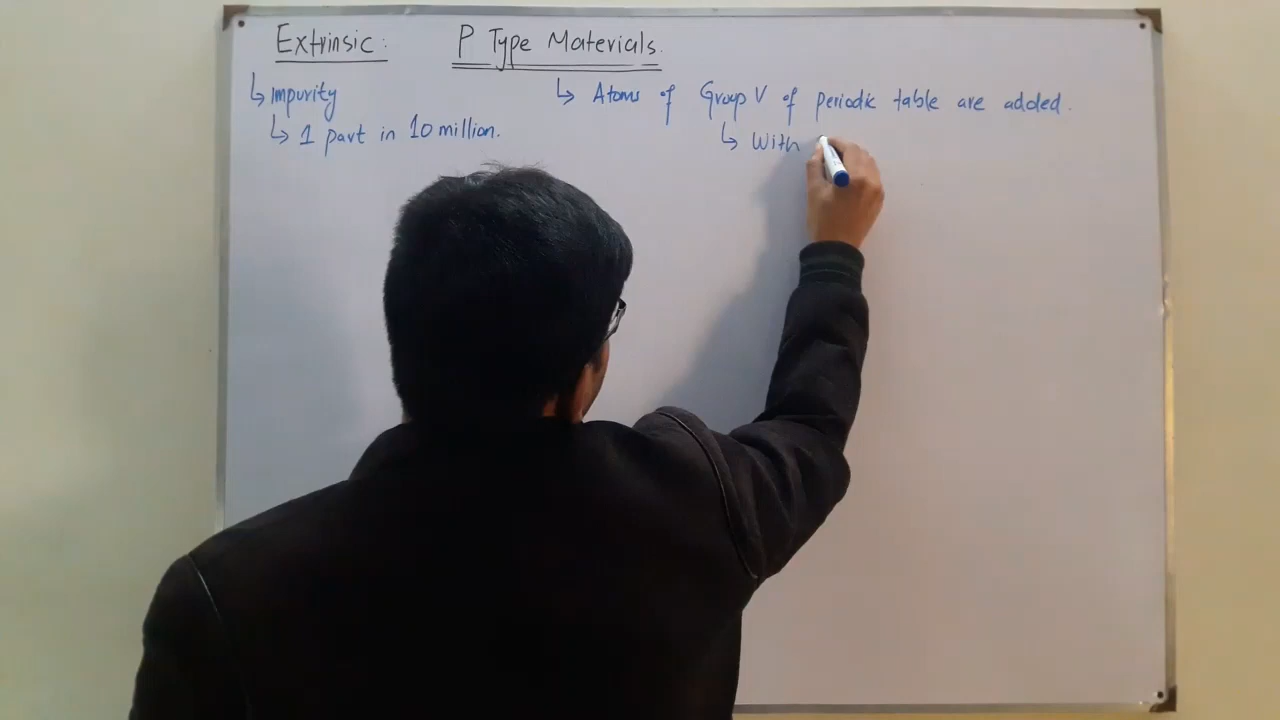 Extrinsic: P Type Materials.
↳ Impurity
↳ 1 part in 10 million.
↳ Atoms of Group V of periodic table are added.
↳ With